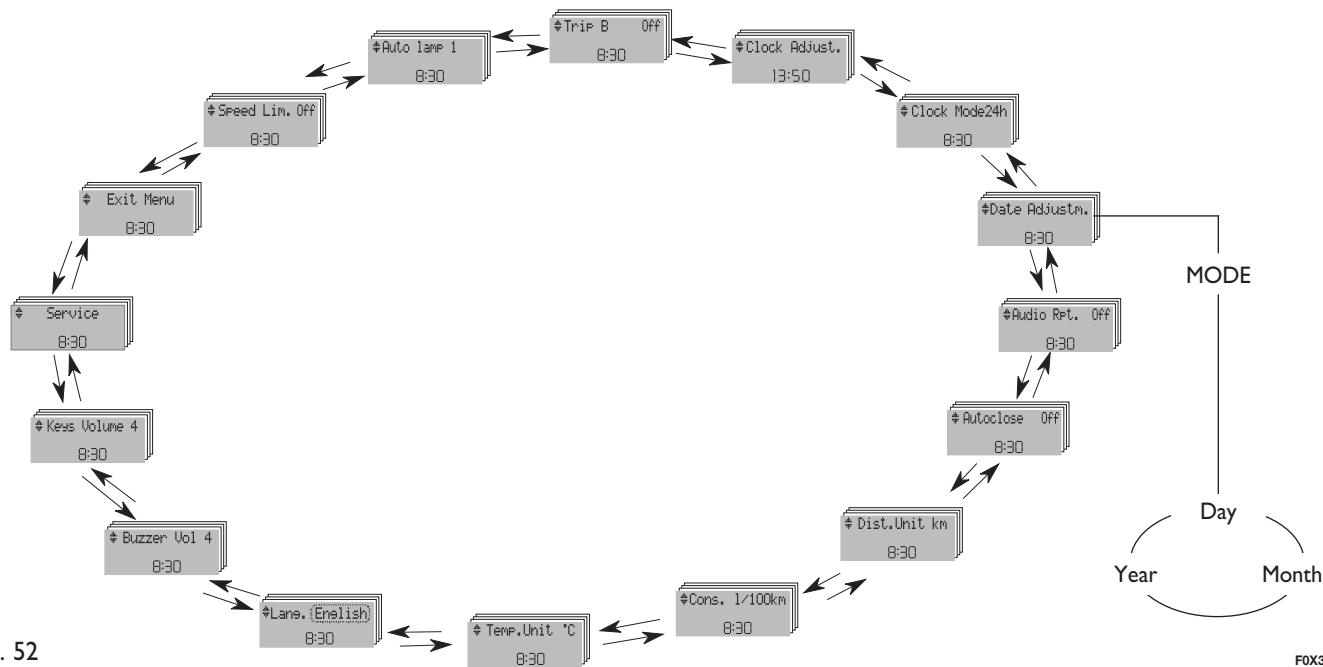 Trip B Off
8:30
Auto lamp 1
8:30
Clock Adjust.
13:50
Speed Lim. Off
8:30
Clock Mode24h
8:30
Exit Menu
8:30
Date Adjustm.
8:30
MODE
Service
8:30
Audio Rpt. Off
8:30
Keys Volume 4
8:30
Autoclose Off
8:30
Day
Year
Month
Buzzer Vol 4
8:30
Dist.Unit km
8:30
Lang. English
8:30
Temp.Unit °C
8:30
Cons. l/100km
8:30
. 52
F0X3